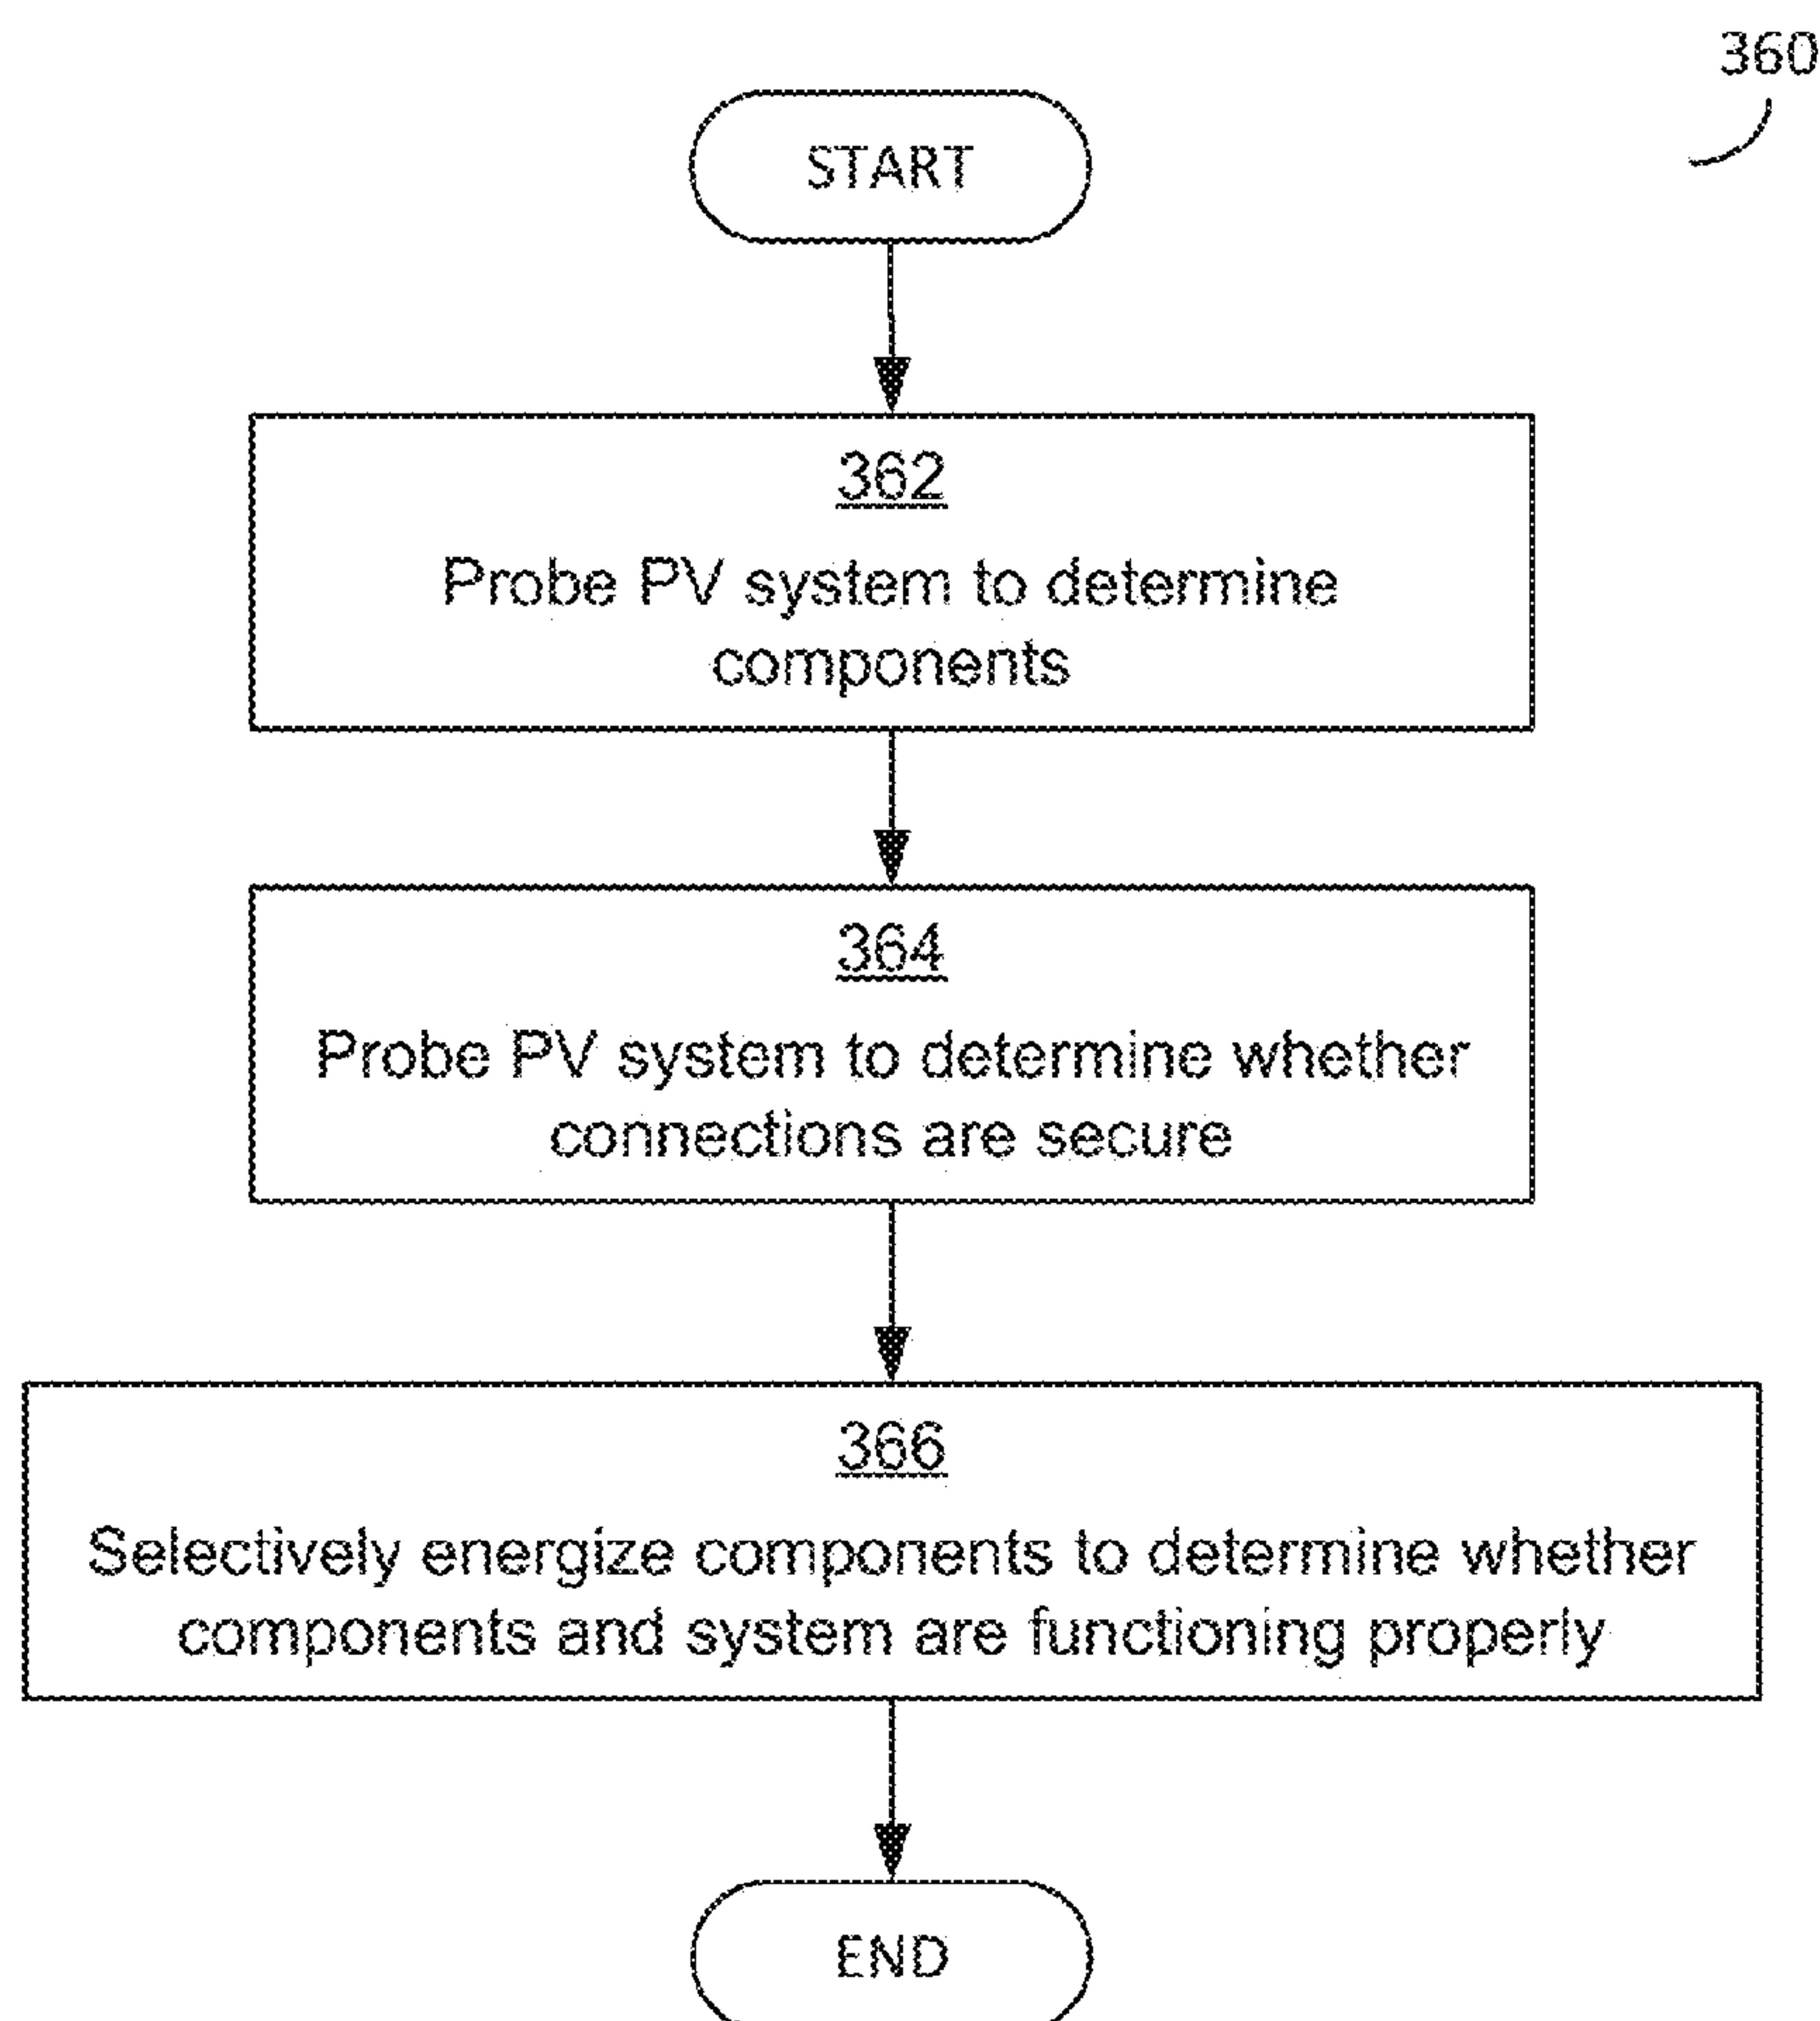 360
START
362
Probe PV system to determine
components
364
Probe PV system to determine whether
connections are secure
366
Selectively energize components to determine whether
components and system are functioning properly
END